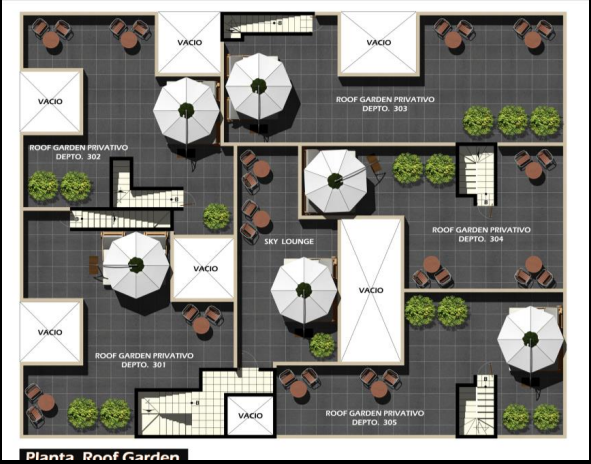 VACIO
VACIO
VACIO
ROOF GARDEN PRIVATIVO
DEPTO. 303
ROOF GARDEN PRIVATIVO
DEPTO. 302
ROOF GARDEN PRIVATIVO
DEPTO. 304
SKY LOUNGE
VACIO
VACIO
VACIO
ROOF GARDEN PRIVATIVO
DEPTO. 301
ROOF GARDEN PRIVATIVO
DEPTO. 305
VACIO
Planta Roof Garden